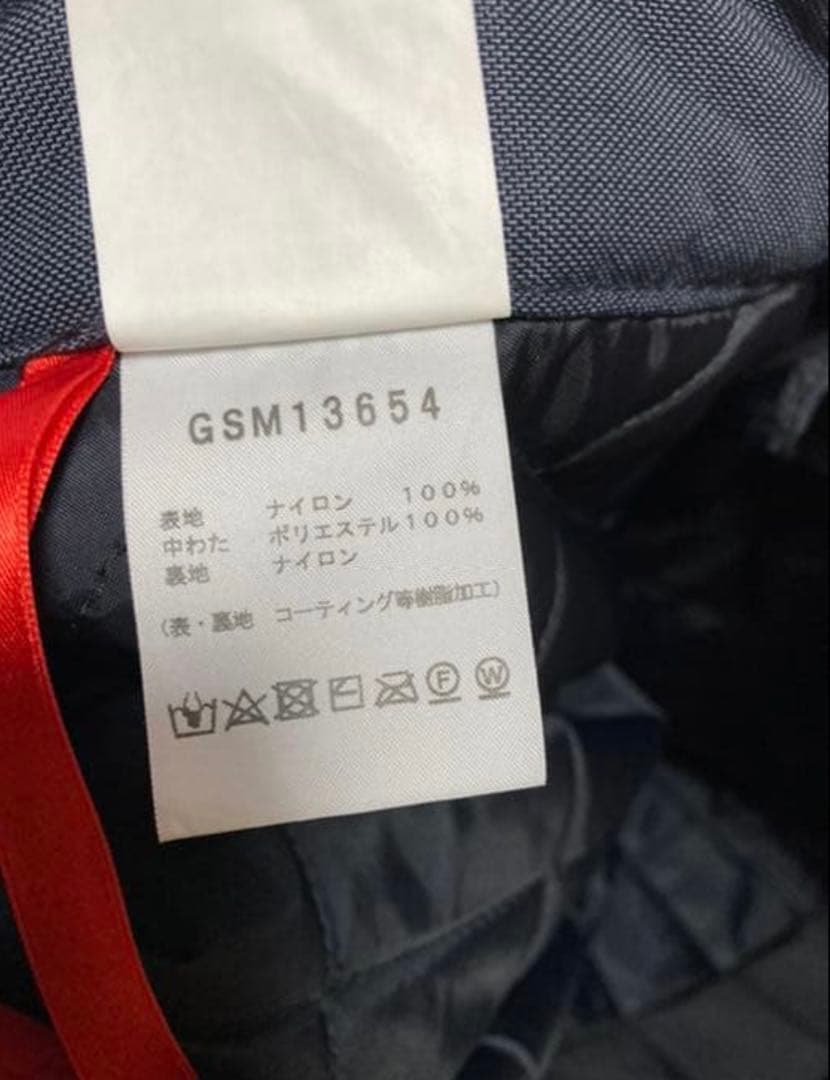 GSM13654
表地 ナイロン 100%
中わた ポリエステル100%
裏地 ナイロン
(表・裏地 コーティング等樹脂加工)
F W